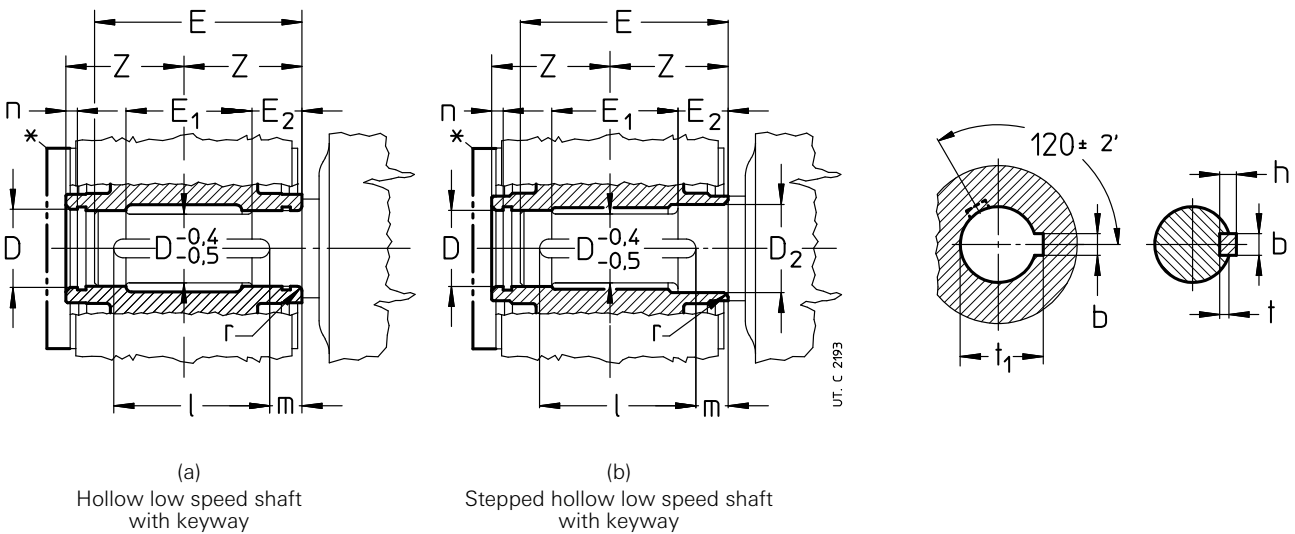 E
Z Z
n E₁ E₂
*
D D -0,4 -0,5
r
l m
(a)
Hollow low speed shaft
with keyway
E
Z Z
n E₁ E₂
*
D D -0,4 -0,5 D₂
r
l m
UT. C 2193
(b)
Stepped hollow low speed shaft
with keyway
120± 2'
b
t₁
h
b
t